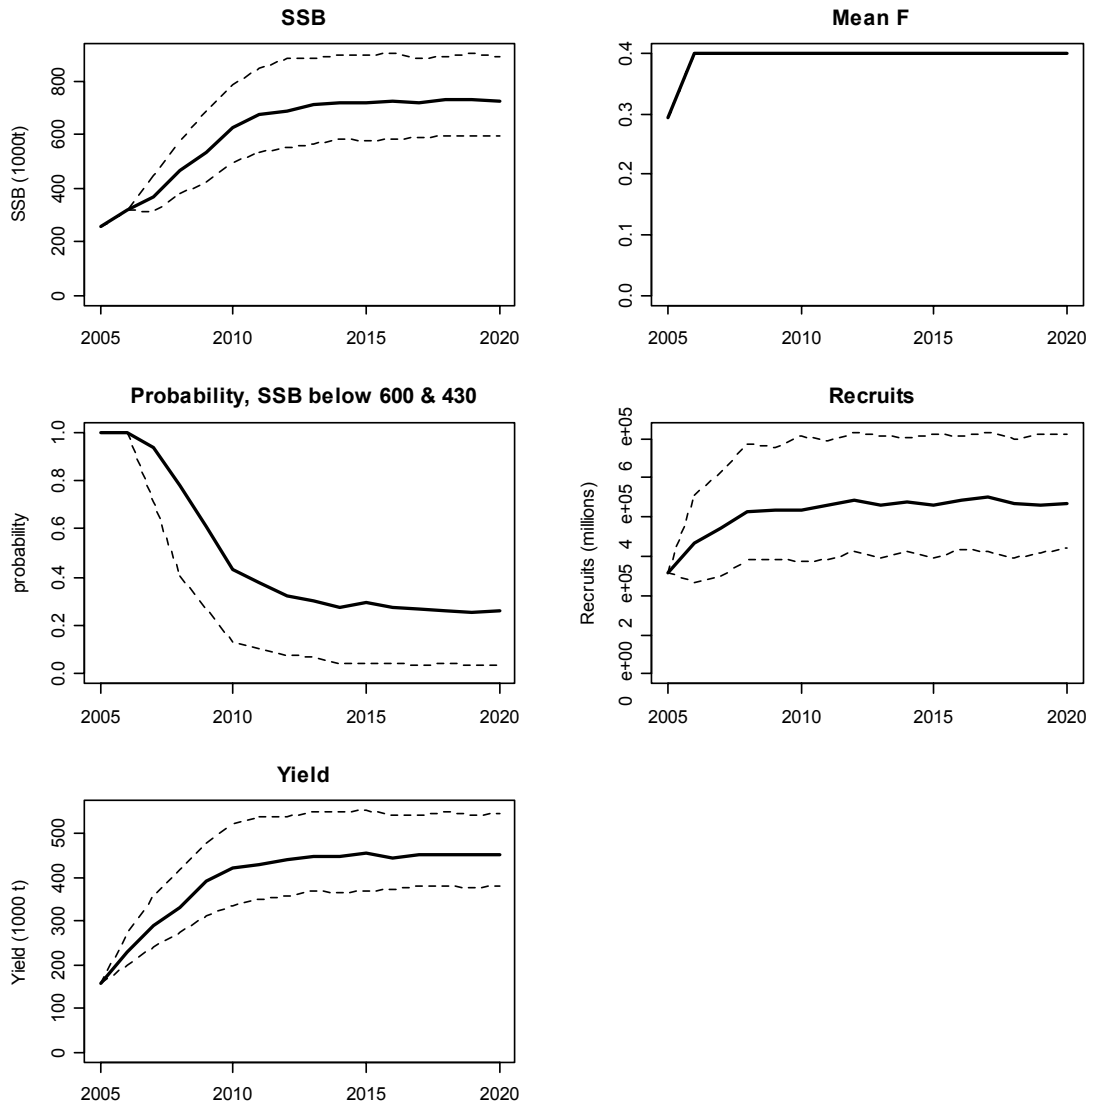 SSB
SSB (1000t)
800
600
400
200
0
2005 2010 2015 2020
Mean F
0.4
0.3
0.2
0.1
0.0
2005 2010 2015 2020
Probability, SSB below 600 & 430
probability
1.0
0.8
0.6
0.4
0.2
0.0
2005 2010 2015 2020
Recruits
Recruits (millions)
6 e+05
4 e+05
2 e+05
0 e+00
2005 2010 2015 2020
Yield
Yield (1000 t)
500
400
300
200
100
0
2005 2010 2015 2020